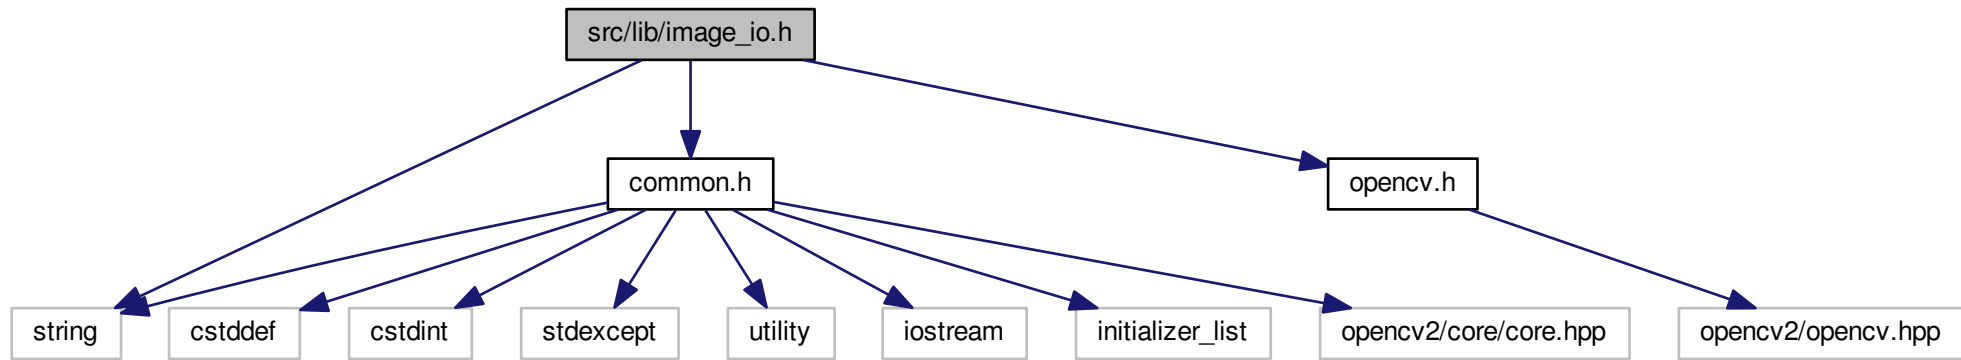 src/lib/image_io.h
common.h
opencv.h
string
cstddef
cstdint
stdexcept
utility
iostream
initializer_list
opencv2/core/core.hpp
opencv2/opencv.hpp